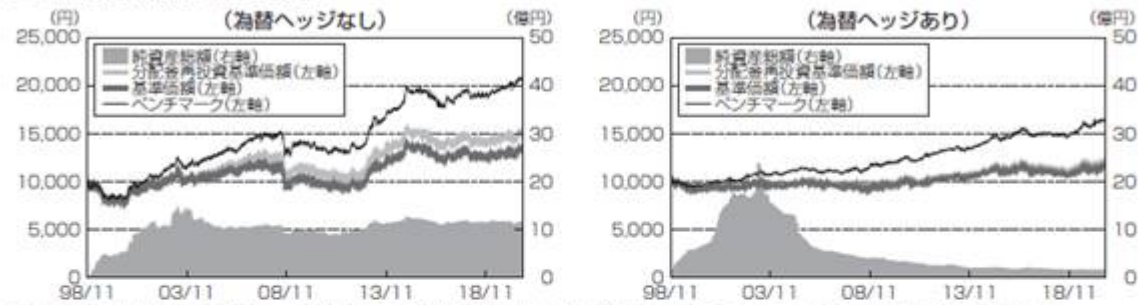 (為替ヘッジなし)
(円)
(億円)
25,000
20,000
15,000
10,000
5,000
0
50
40
30
20
10
0
純資産総額(右軸)
分配金再投資基準価額(左軸)
基準価額(左軸)
ベンチマーク(左軸)
98/11 03/11 08/11 13/11 18/11
(為替ヘッジあり)
(円)
(億円)
25,000
20,000
15,000
10,000
5,000
0
50
40
30
20
10
0
純資産総額(右軸)
分配金再投資基準価額(左軸)
基準価額(左軸)
ベンチマーク(左軸)
98/11 03/11 08/11 13/11 18/11